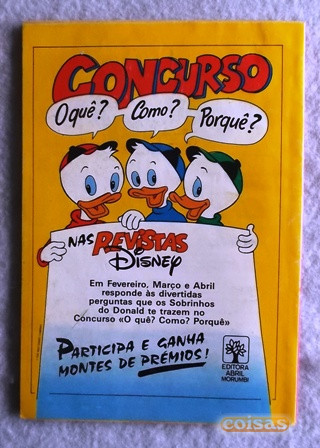 CONCURSO
O quê? Como? Porquê?
NAS REVISTAS
Disney
Em Fevereiro, Março e Abril
responde às divertidas
perguntas que os Sobrinhos
do Donald te trazem no
Concurso «O quê? Como? Porquê»
PARTICIPA E GANHA
MONTES DE PRÉMIOS!
EDITORA
ABRIL
MORUMBI
coisas